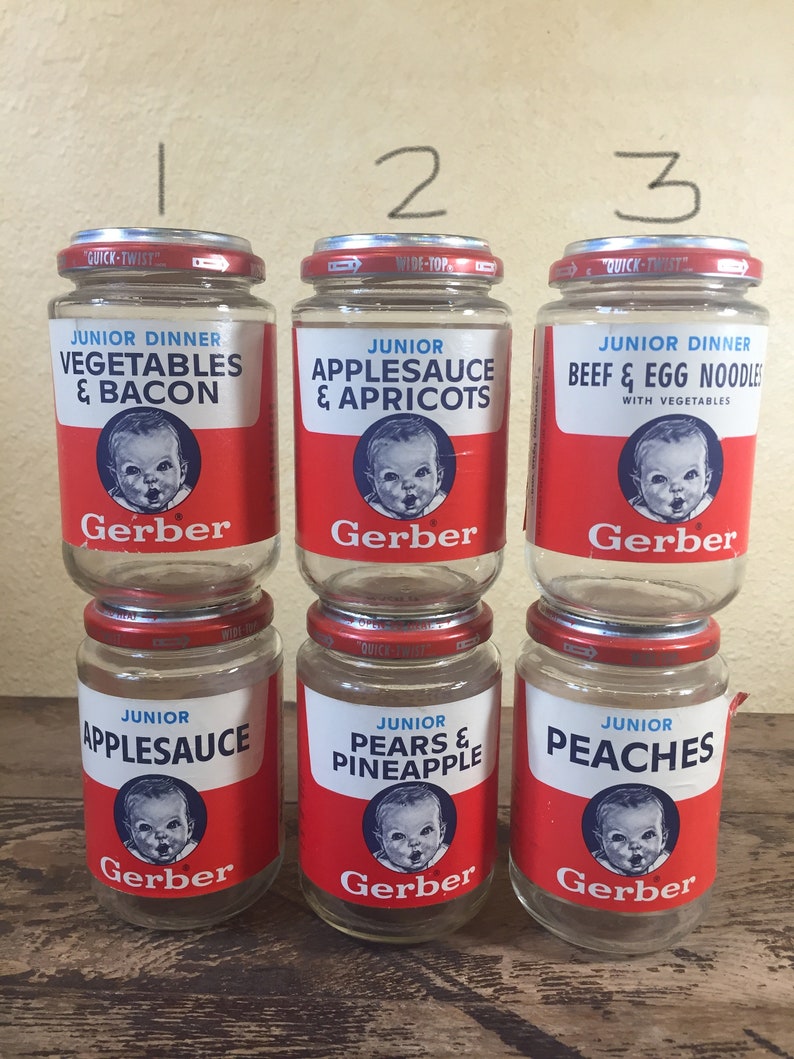 1 2 3
"QUICK-TWIST"
WIDE-TOP®
"QUICK-TWIST"
JUNIOR DINNER
VEGETABLES
& BACON
Gerber®
JUNIOR
APPLESAUCE
& APRICOTS
Gerber®
JUNIOR DINNER
BEEF & EGG NOODLES
WITH VEGETABLES
Gerber®
WIDE-TOP
JUNIOR
APPLESAUCE
Gerber®
"QUICK-TWIST"
JUNIOR
PEARS &
PINEAPPLE
Gerber®
JUNIOR
PEACHES
Gerber®